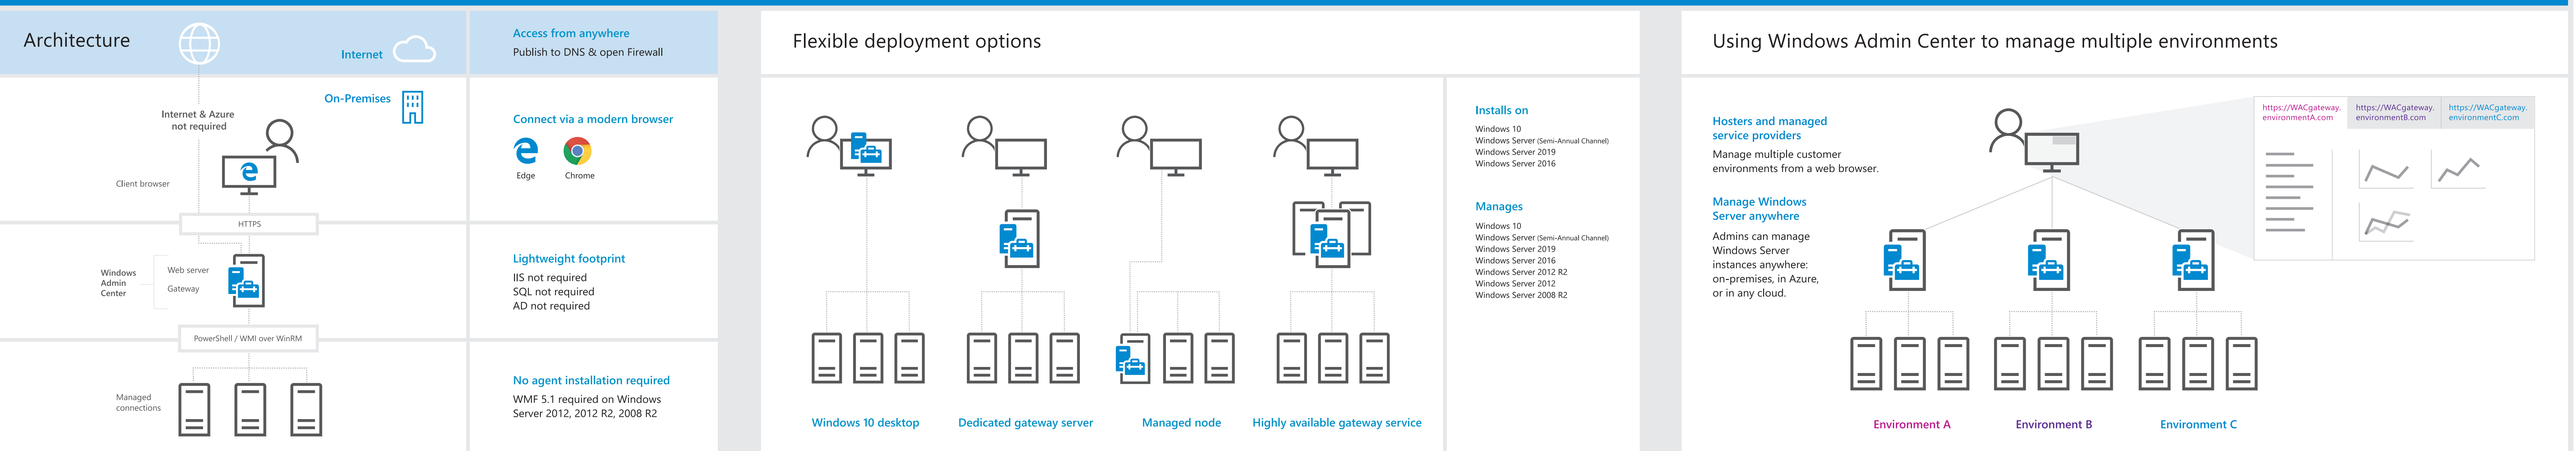 Architecture
Internet
Access from anywhere
Publish to DNS & open Firewall
On-Premises
Internet & Azure
not required
Client browser
Connect via a modern browser
Edge
Chrome
HTTPS
Windows
Admin
Center
Web server
Gateway
Lightweight footprint
IIS not required
SQL not required
AD not required
PowerShell / WMI over WinRM
Managed
connections
No agent installation required
WMF 5.1 required on Windows
Server 2012, 2012 R2, 2008 R2
Flexible deployment options
Windows 10 desktop
Dedicated gateway server
Managed node
Highly available gateway service
Installs on
Windows 10
Windows Server (Semi-Annual Channel)
Windows Server 2019
Windows Server 2016
Manages
Windows 10
Windows Server (Semi-Annual Channel)
Windows Server 2019
Windows Server 2016
Windows Server 2012 R2
Windows Server 2012
Windows Server 2008 R2
Using Windows Admin Center to manage multiple environments
Hosters and managed
service providers
Manage multiple customer
environments from a web browser.
Manage Windows
Server anywhere
Admins can manage
Windows Server
instances anywhere:
on-premises, in Azure,
or in any cloud.
https://WACgateway.
environmentA.com
https://WACgateway.
environmentB.com
https://WACgateway.
environmentC.com
Environment A
Environment B
Environment C